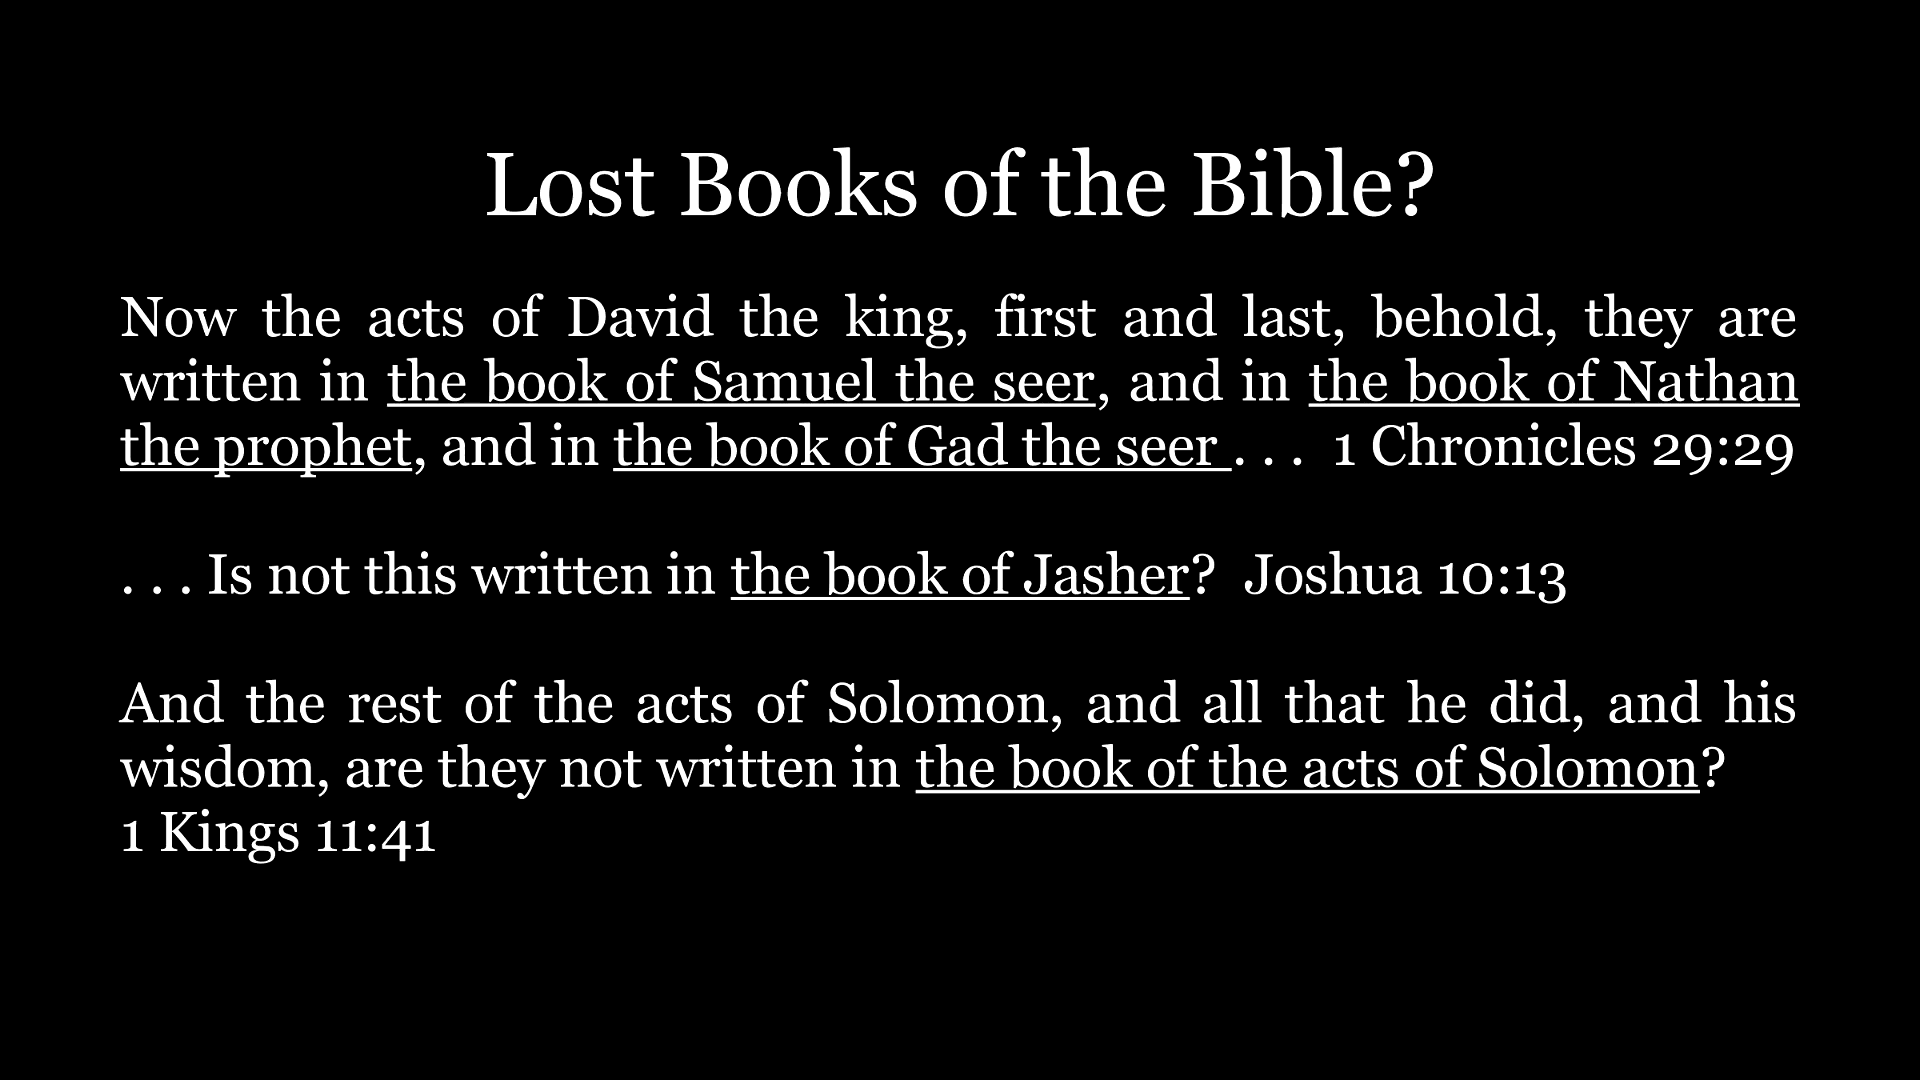 Lost Books of the Bible?
Now the acts of David the king, first and last, behold, they are
written in the book of Samuel the seer, and in the book of Nathan
the prophet, and in the book of Gad the seer . . . 1 Chronicles 29:29
. . . Is not this written in the book of Jasher? Joshua 10:13
And the rest of the acts of Solomon, and all that he did, and his
wisdom, are they not written in the book of the acts of Solomon?
1 Kings 11:41